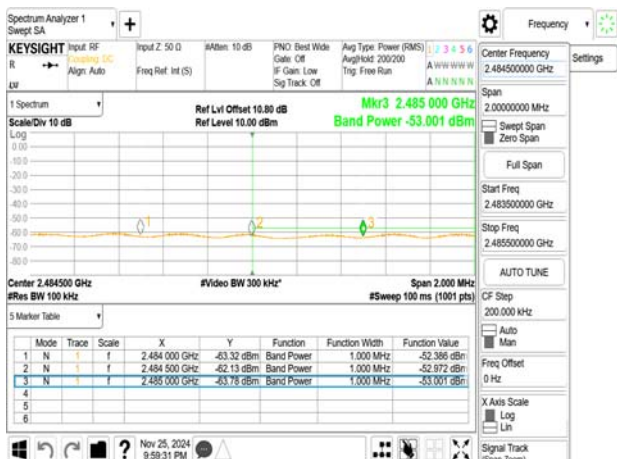 Spectrum Analyzer 1
Swept SA
Frequency
KEYSIGHT
R
Input: RF
Coupling: DC
Align: Auto
Input Z: 50 Ω
Freq Ref: Int (S)
#Atten: 10 dB
PNO: Best Wide
Gate: Off
IF Gain: Low
Sig Track: Off
Avg Type: Power (RMS)
Avg|Hold: 200/200
Trig: Free Run
1 2 3 4 5 6
A W W W W W
A N N N N N
Center Frequency
2.484500000 GHz
Settings
Span
2.00000000 MHz
Swept Span
Zero Span
Full Span
Start Freq
2.483500000 GHz
Stop Freq
2.485500000 GHz
AUTO TUNE
CF Step
200.000 kHz
Auto
Man
Freq Offset
0 Hz
X Axis Scale
Log
Lin
Signal Track
(Span Zoom)
1 Spectrum
Scale/Div 10 dB
Ref Lvl Offset 10.80 dB
Ref Level 10.00 dBm
Mkr3 2.485 000 GHz
Band Power -53.001 dBm
Log
0.00
-10.0
-20.0
-30.0
-40.0
-50.0
-60.0
-70.0
-80.0
1
2
3
Center 2.484500 GHz
#Res BW 100 kHz
#Video BW 300 kHz*
Span 2.000 MHz
#Sweep 100 ms (1001 pts)
5 Marker Table
Mode Trace Scale X Y Function Function Width Function Value
1 N 1 f 2.484 000 GHz -63.32 dBm Band Power 1.000 MHz -52.386 dBm
2 N 1 f 2.484 500 GHz -62.13 dBm Band Power 1.000 MHz -52.972 dBm
3 N 1 f 2.485 000 GHz -63.78 dBm Band Power 1.000 MHz -53.001 dBm
4
5
6
?
Nov 25, 2024
9:59:31 PM